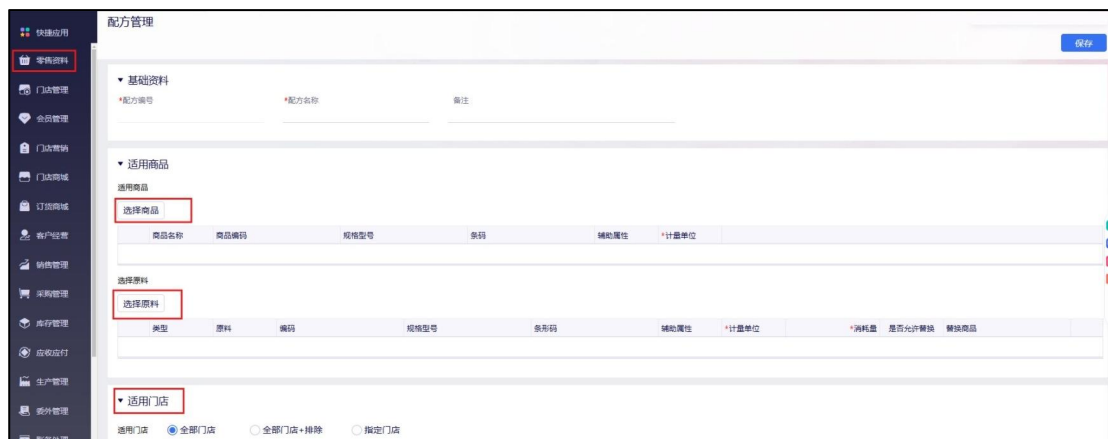 配方管理
快捷应用
保存
零售资料
▼ 基础资料
门店管理
*配方编号 *配方名称 备注
会员管理
门店营销
▼ 适用商品
门店商城
适用商品
选择商品
订货商城
商品名称 商品编码 规格型号 条码 辅助属性 *计量单位
客户经营
销售管理
选择原料
采购管理
选择原料
库存管理
类型 原料 编码 规格型号 条形码 辅助属性 *计量单位 *消耗量 是否允许替换 替换商品
应收应付
生产管理
▼ 适用门店
委外管理
适用门店 全部门店 全部门店+排除 指定门店